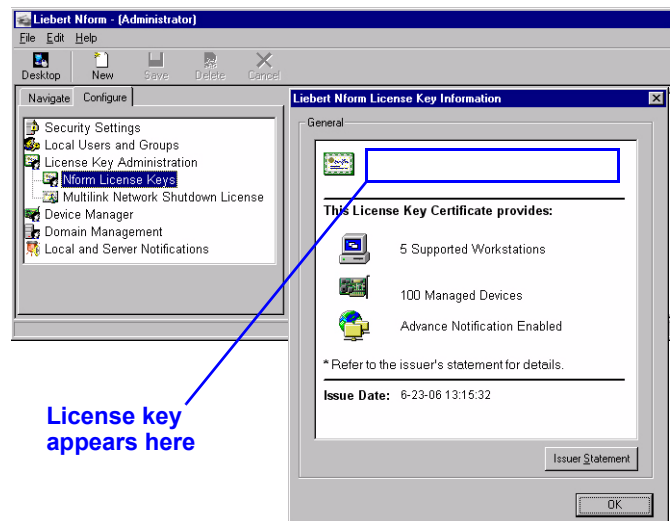 Liebert Nform - (Administrator)
File Edit Help
Desktop New Save Delete Cancel
Navigate Configure
Security Settings
Local Users and Groups
License Key Administration
Nform License Keys
Multilink Network Shutdown License
Device Manager
Domain Management
Local and Server Notifications
License key
appears here
Liebert Nform License Key Information
General
This License Key Certificate provides:
5 Supported Workstations
100 Managed Devices
Advance Notification Enabled
* Refer to the issuer's statement for details.
Issue Date: 6-23-06 13:15:32
Issuer Statement
OK